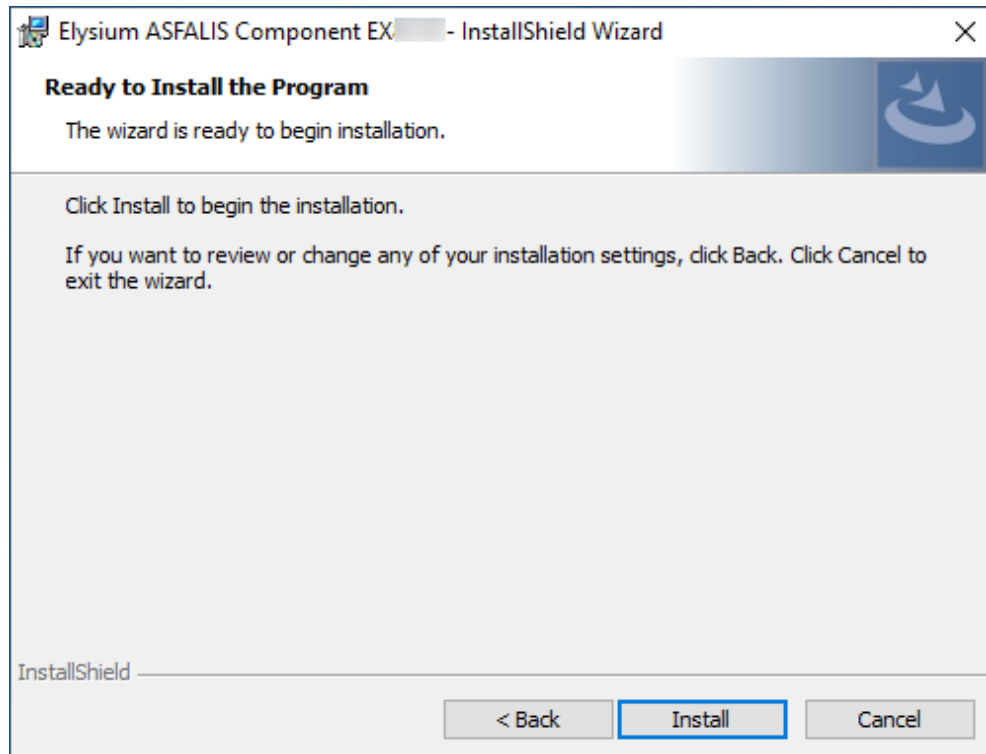 Elysium ASFALIS Component EX - InstallShield Wizard
Ready to Install the Program
The wizard is ready to begin installation.
Click Install to begin the installation.
If you want to review or change any of your installation settings, click Back. Click Cancel to
exit the wizard.
InstallShield
< Back Install Cancel